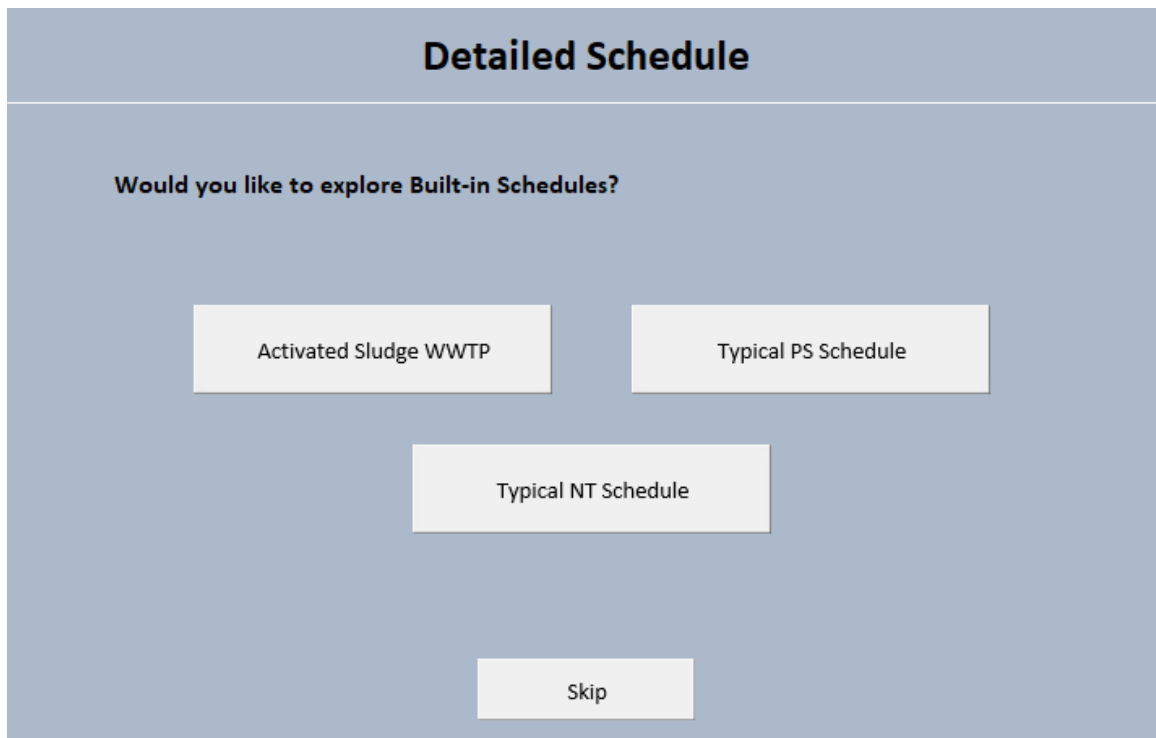 Detailed Schedule
Would you like to explore Built-in Schedules?
Activated Sludge WWTP
Typical PS Schedule
Typical NT Schedule
Skip